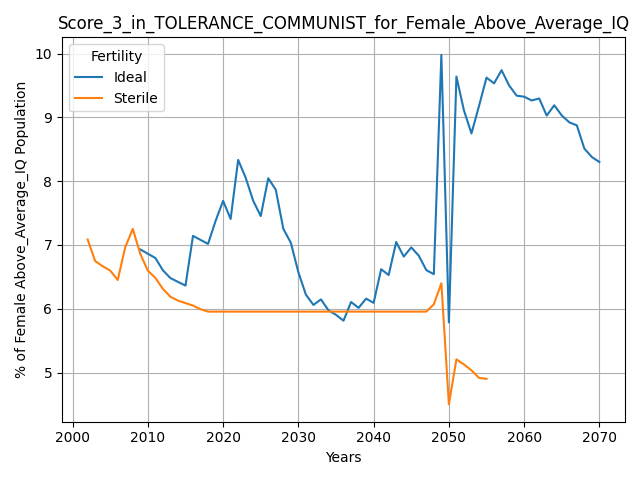 Score_3_in_TOLERANCE_COMMUNIST_for_Female_Above_Average_IQ
Fertility
Ideal
Sterile
% of Female Above_Average_IQ Population
10
9
8
7
6
5
2000 2010 2020 2030 2040 2050 2060 2070
Years